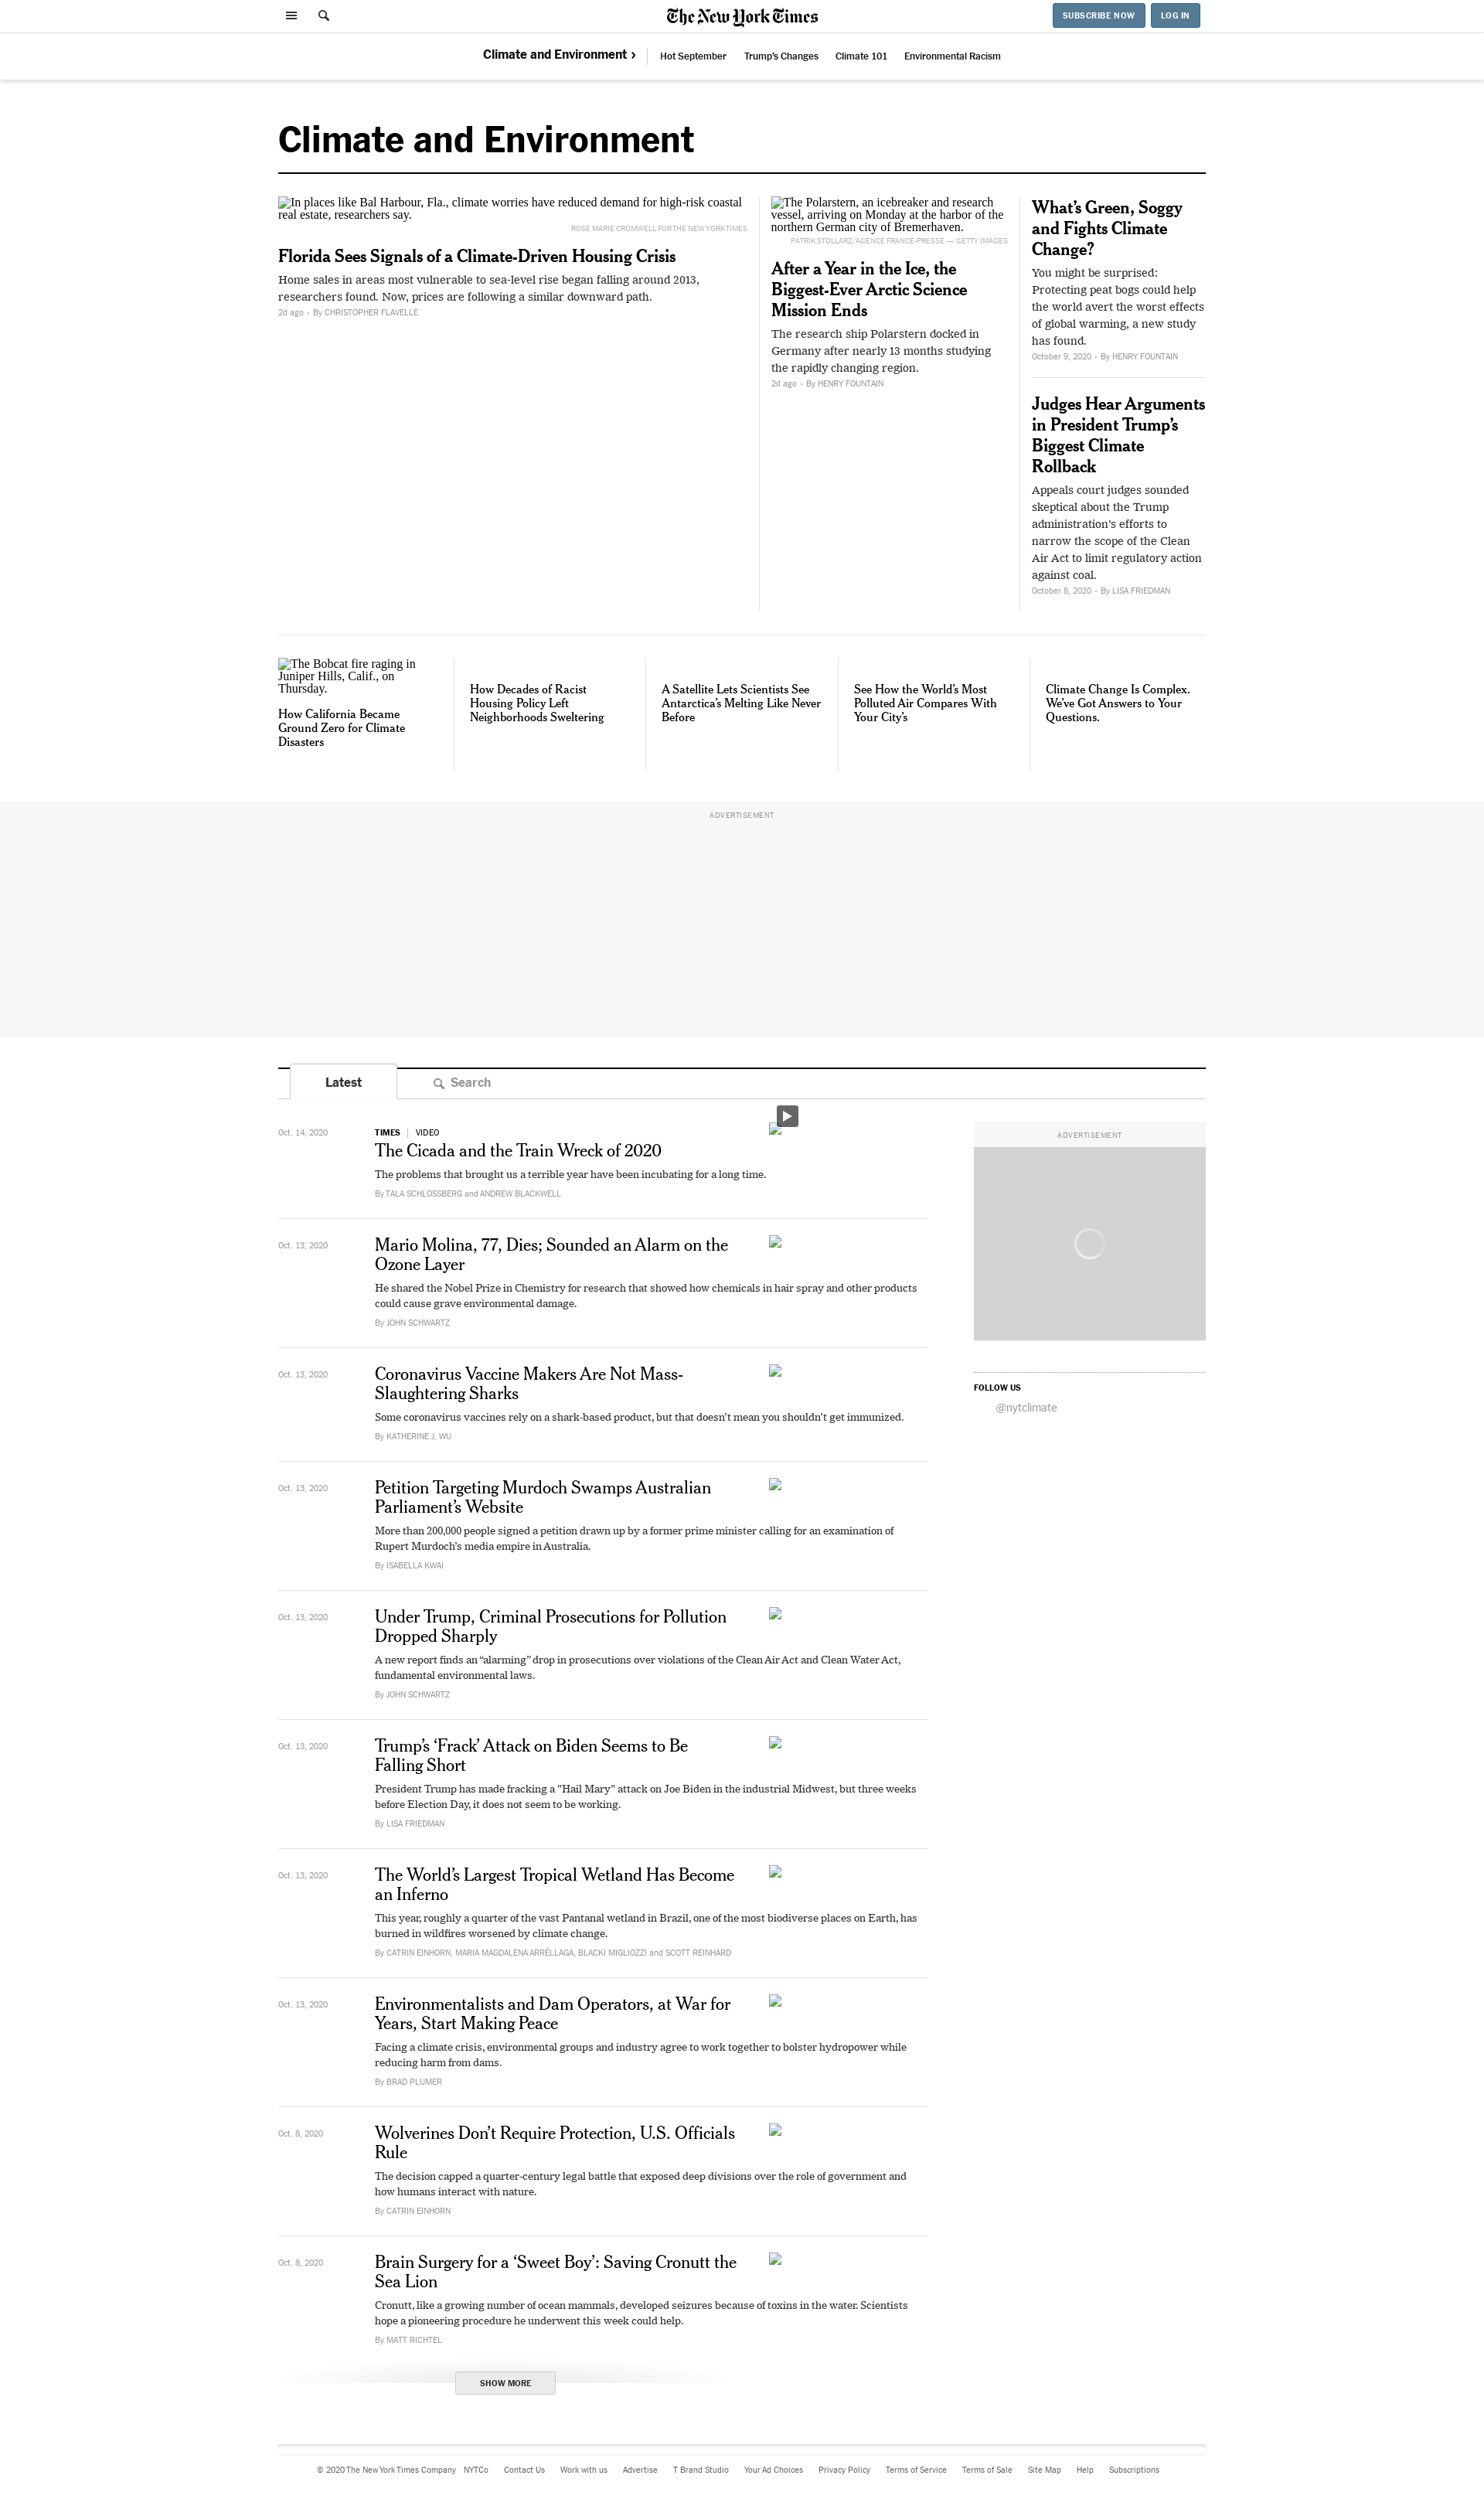 The New York Times
SUBSCRIBE NOW
LOG IN
Climate and Environment ›
Hot September
Trump's Changes
Climate 101
Environmental Racism
Climate and Environment
In places like Bal Harbour, Fla., climate worries have reduced demand for high-risk coastal
real estate, researchers say.
ROSE MARIE CROMWELL FOR THE NEW YORK TIMES
Florida Sees Signals of a Climate-Driven Housing Crisis
Home sales in areas most vulnerable to sea-level rise began falling around 2013,
researchers found. Now, prices are following a similar downward path.
2d ago • By CHRISTOPHER FLAVELLE
The Polarstern, an icebreaker and research
vessel, arriving on Monday at the harbor of the
northern German city of Bremerhaven.
PATRIK STOLLARZ/AGENCE FRANCE-PRESSE — GETTY IMAGES
After a Year in the Ice, the
Biggest-Ever Arctic Science
Mission Ends
The research ship Polarstern docked in
Germany after nearly 13 months studying
the rapidly changing region.
2d ago • By HENRY FOUNTAIN
What's Green, Soggy
and Fights Climate
Change?
You might be surprised:
Protecting peat bogs could help
the world avert the worst effects
of global warming, a new study
has found.
October 9, 2020 • By HENRY FOUNTAIN
Judges Hear Arguments
in President Trump's
Biggest Climate
Rollback
Appeals court judges sounded
skeptical about the Trump
administration's efforts to
narrow the scope of the Clean
Air Act to limit regulatory action
against coal.
October 8, 2020 • By LISA FRIEDMAN
The Bobcat fire raging in
Juniper Hills, Calif., on
Thursday.
How California Became
Ground Zero for Climate
Disasters
How Decades of Racist
Housing Policy Left
Neighborhoods Sweltering
A Satellite Lets Scientists See
Antarctica's Melting Like Never
Before
See How the World's Most
Polluted Air Compares With
Your City's
Climate Change Is Complex.
We've Got Answers to Your
Questions.
ADVERTISEMENT
Latest
Search
Oct. 14, 2020
TIMES | VIDEO
The Cicada and the Train Wreck of 2020
The problems that brought us a terrible year have been incubating for a long time.
By TALA SCHLOSSBERG and ANDREW BLACKWELL
Oct. 13, 2020
Mario Molina, 77, Dies; Sounded an Alarm on the
Ozone Layer
He shared the Nobel Prize in Chemistry for research that showed how chemicals in hair spray and other products
could cause grave environmental damage.
By JOHN SCHWARTZ
Oct. 13, 2020
Coronavirus Vaccine Makers Are Not Mass-
Slaughtering Sharks
Some coronavirus vaccines rely on a shark-based product, but that doesn't mean you shouldn't get immunized.
By KATHERINE J. WU
Oct. 13, 2020
Petition Targeting Murdoch Swamps Australian
Parliament's Website
More than 200,000 people signed a petition drawn up by a former prime minister calling for an examination of
Rupert Murdoch's media empire in Australia.
By ISABELLA KWAI
Oct. 13, 2020
Under Trump, Criminal Prosecutions for Pollution
Dropped Sharply
A new report finds an “alarming” drop in prosecutions over violations of the Clean Air Act and Clean Water Act,
fundamental environmental laws.
By JOHN SCHWARTZ
Oct. 13, 2020
Trump's ‘Frack’ Attack on Biden Seems to Be
Falling Short
President Trump has made fracking a "Hail Mary" attack on Joe Biden in the industrial Midwest, but three weeks
before Election Day, it does not seem to be working.
By LISA FRIEDMAN
Oct. 13, 2020
The World's Largest Tropical Wetland Has Become
an Inferno
This year, roughly a quarter of the vast Pantanal wetland in Brazil, one of the most biodiverse places on Earth, has
burned in wildfires worsened by climate change.
By CATRIN EINHORN, MARIA MAGDALENA ARRÉLLAGA, BLACKI MIGLIOZZI and SCOTT REINHARD
Oct. 13, 2020
Environmentalists and Dam Operators, at War for
Years, Start Making Peace
Facing a climate crisis, environmental groups and industry agree to work together to bolster hydropower while
reducing harm from dams.
By BRAD PLUMER
Oct. 8, 2020
Wolverines Don't Require Protection, U.S. Officials
Rule
The decision capped a quarter-century legal battle that exposed deep divisions over the role of government and
how humans interact with nature.
By CATRIN EINHORN
Oct. 8, 2020
Brain Surgery for a ‘Sweet Boy’: Saving Cronutt the
Sea Lion
Cronutt, like a growing number of ocean mammals, developed seizures because of toxins in the water. Scientists
hope a pioneering procedure he underwent this week could help.
By MATT RICHTEL
SHOW MORE
ADVERTISEMENT
FOLLOW US
@nytclimate
© 2020 The New York Times Company
NYTCo
Contact Us
Work with us
Advertise
T Brand Studio
Your Ad Choices
Privacy Policy
Terms of Service
Terms of Sale
Site Map
Help
Subscriptions